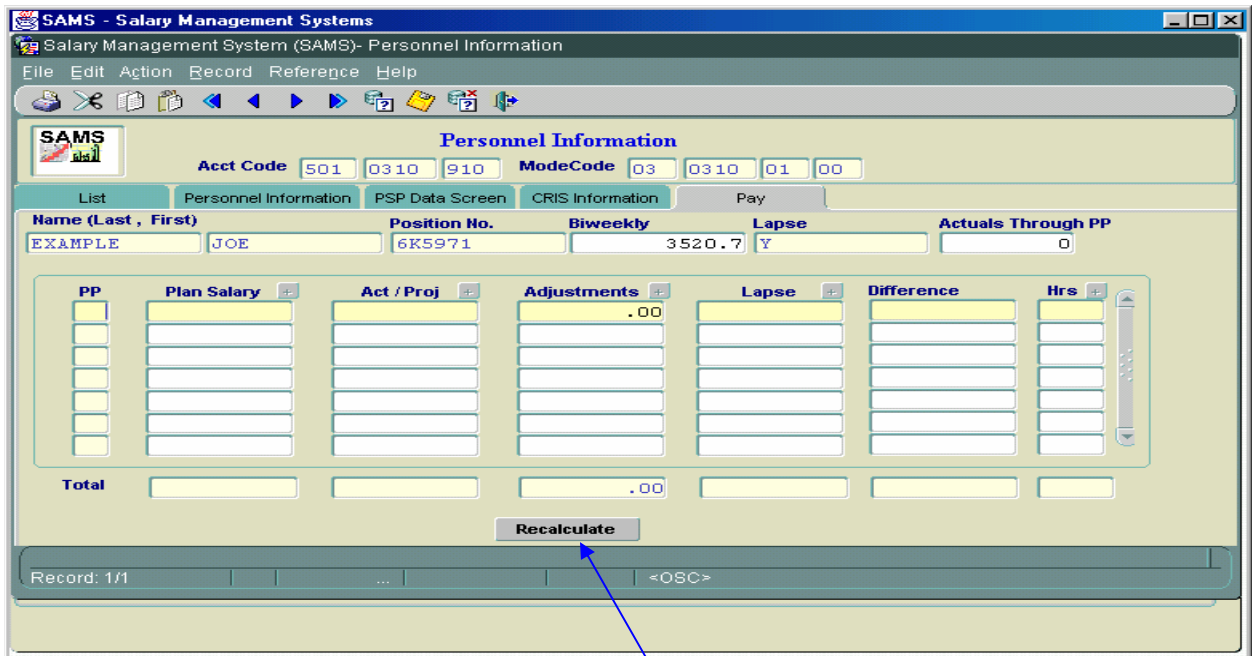 SAMS - Salary Management Systems
Salary Management System (SAMS)- Personnel Information
File Edit Action Record Reference Help
SAMS
Personnel Information
Acct Code 501 0310 910 ModeCode 03 0310 01 00
List Personnel Information PSP Data Screen CRIS Information Pay
Name (Last , First) Position No. Biweekly Lapse Actuals Through PP
EXAMPLE JOE 6K5971 3520.7 Y 0
PP Plan Salary + Act / Proj + Adjustments + Lapse + Difference Hrs +
.00
Total .00
Recalculate
Record: 1/1 ... <OSC>